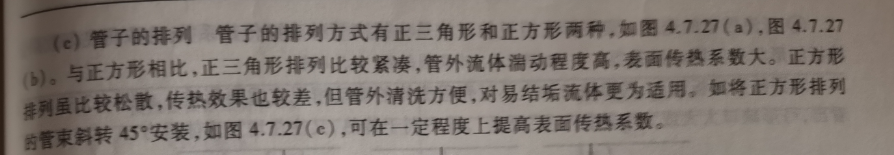 (c) 管子的排列　管子的排列方式有正三角形和正方形两种,如图 4.7.27(a),图 4.7.27
(b)。与正方形相比,正三角形排列比较紧凑,管外流体湍动程度高,表面传热系数大。正方形
排列虽比较松散,传热效果也较差,但管外清洗方便,对易结垢流体更为适用。如将正方形排列
的管束斜转 45°安装,如图 4.7.27(c),可在一定程度上提高表面传热系数。